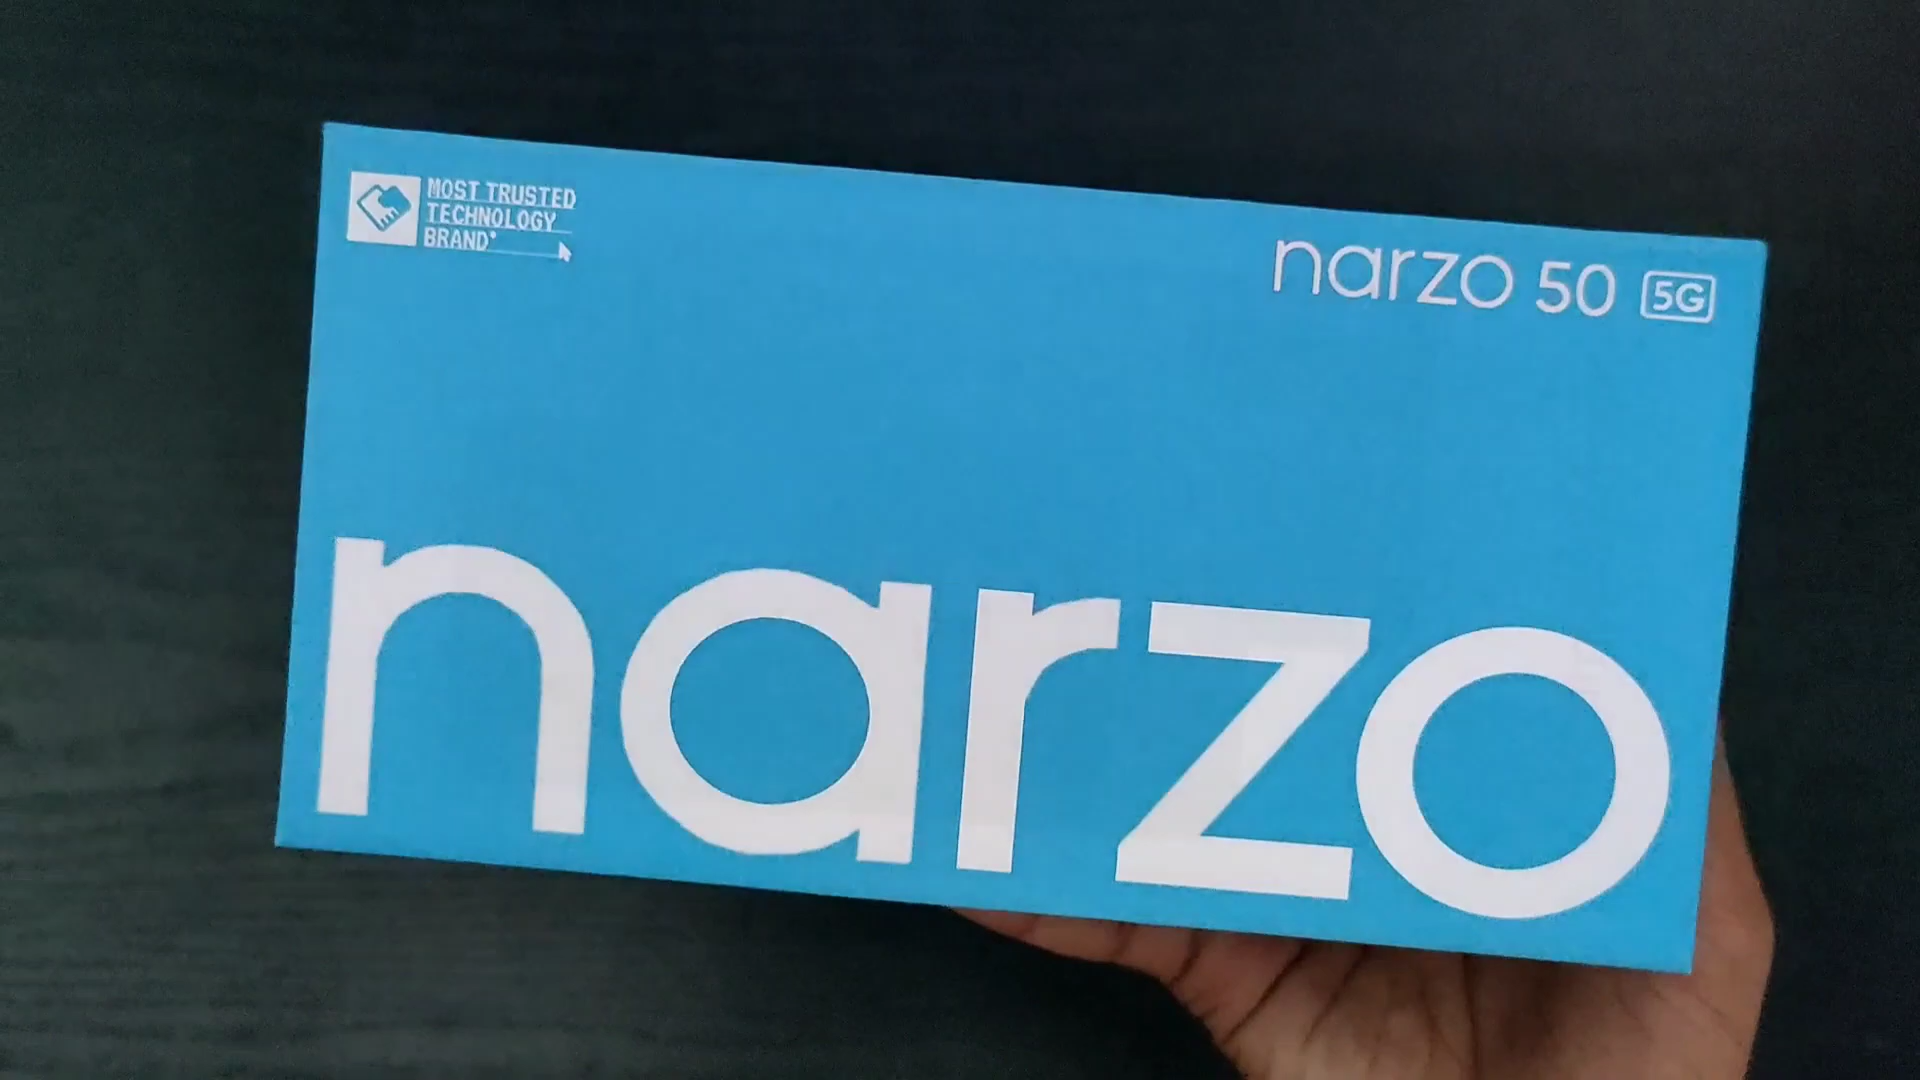 MOST TRUSTED
TECHNOLOGY
BRAND*
narzo 50 5G
narzo